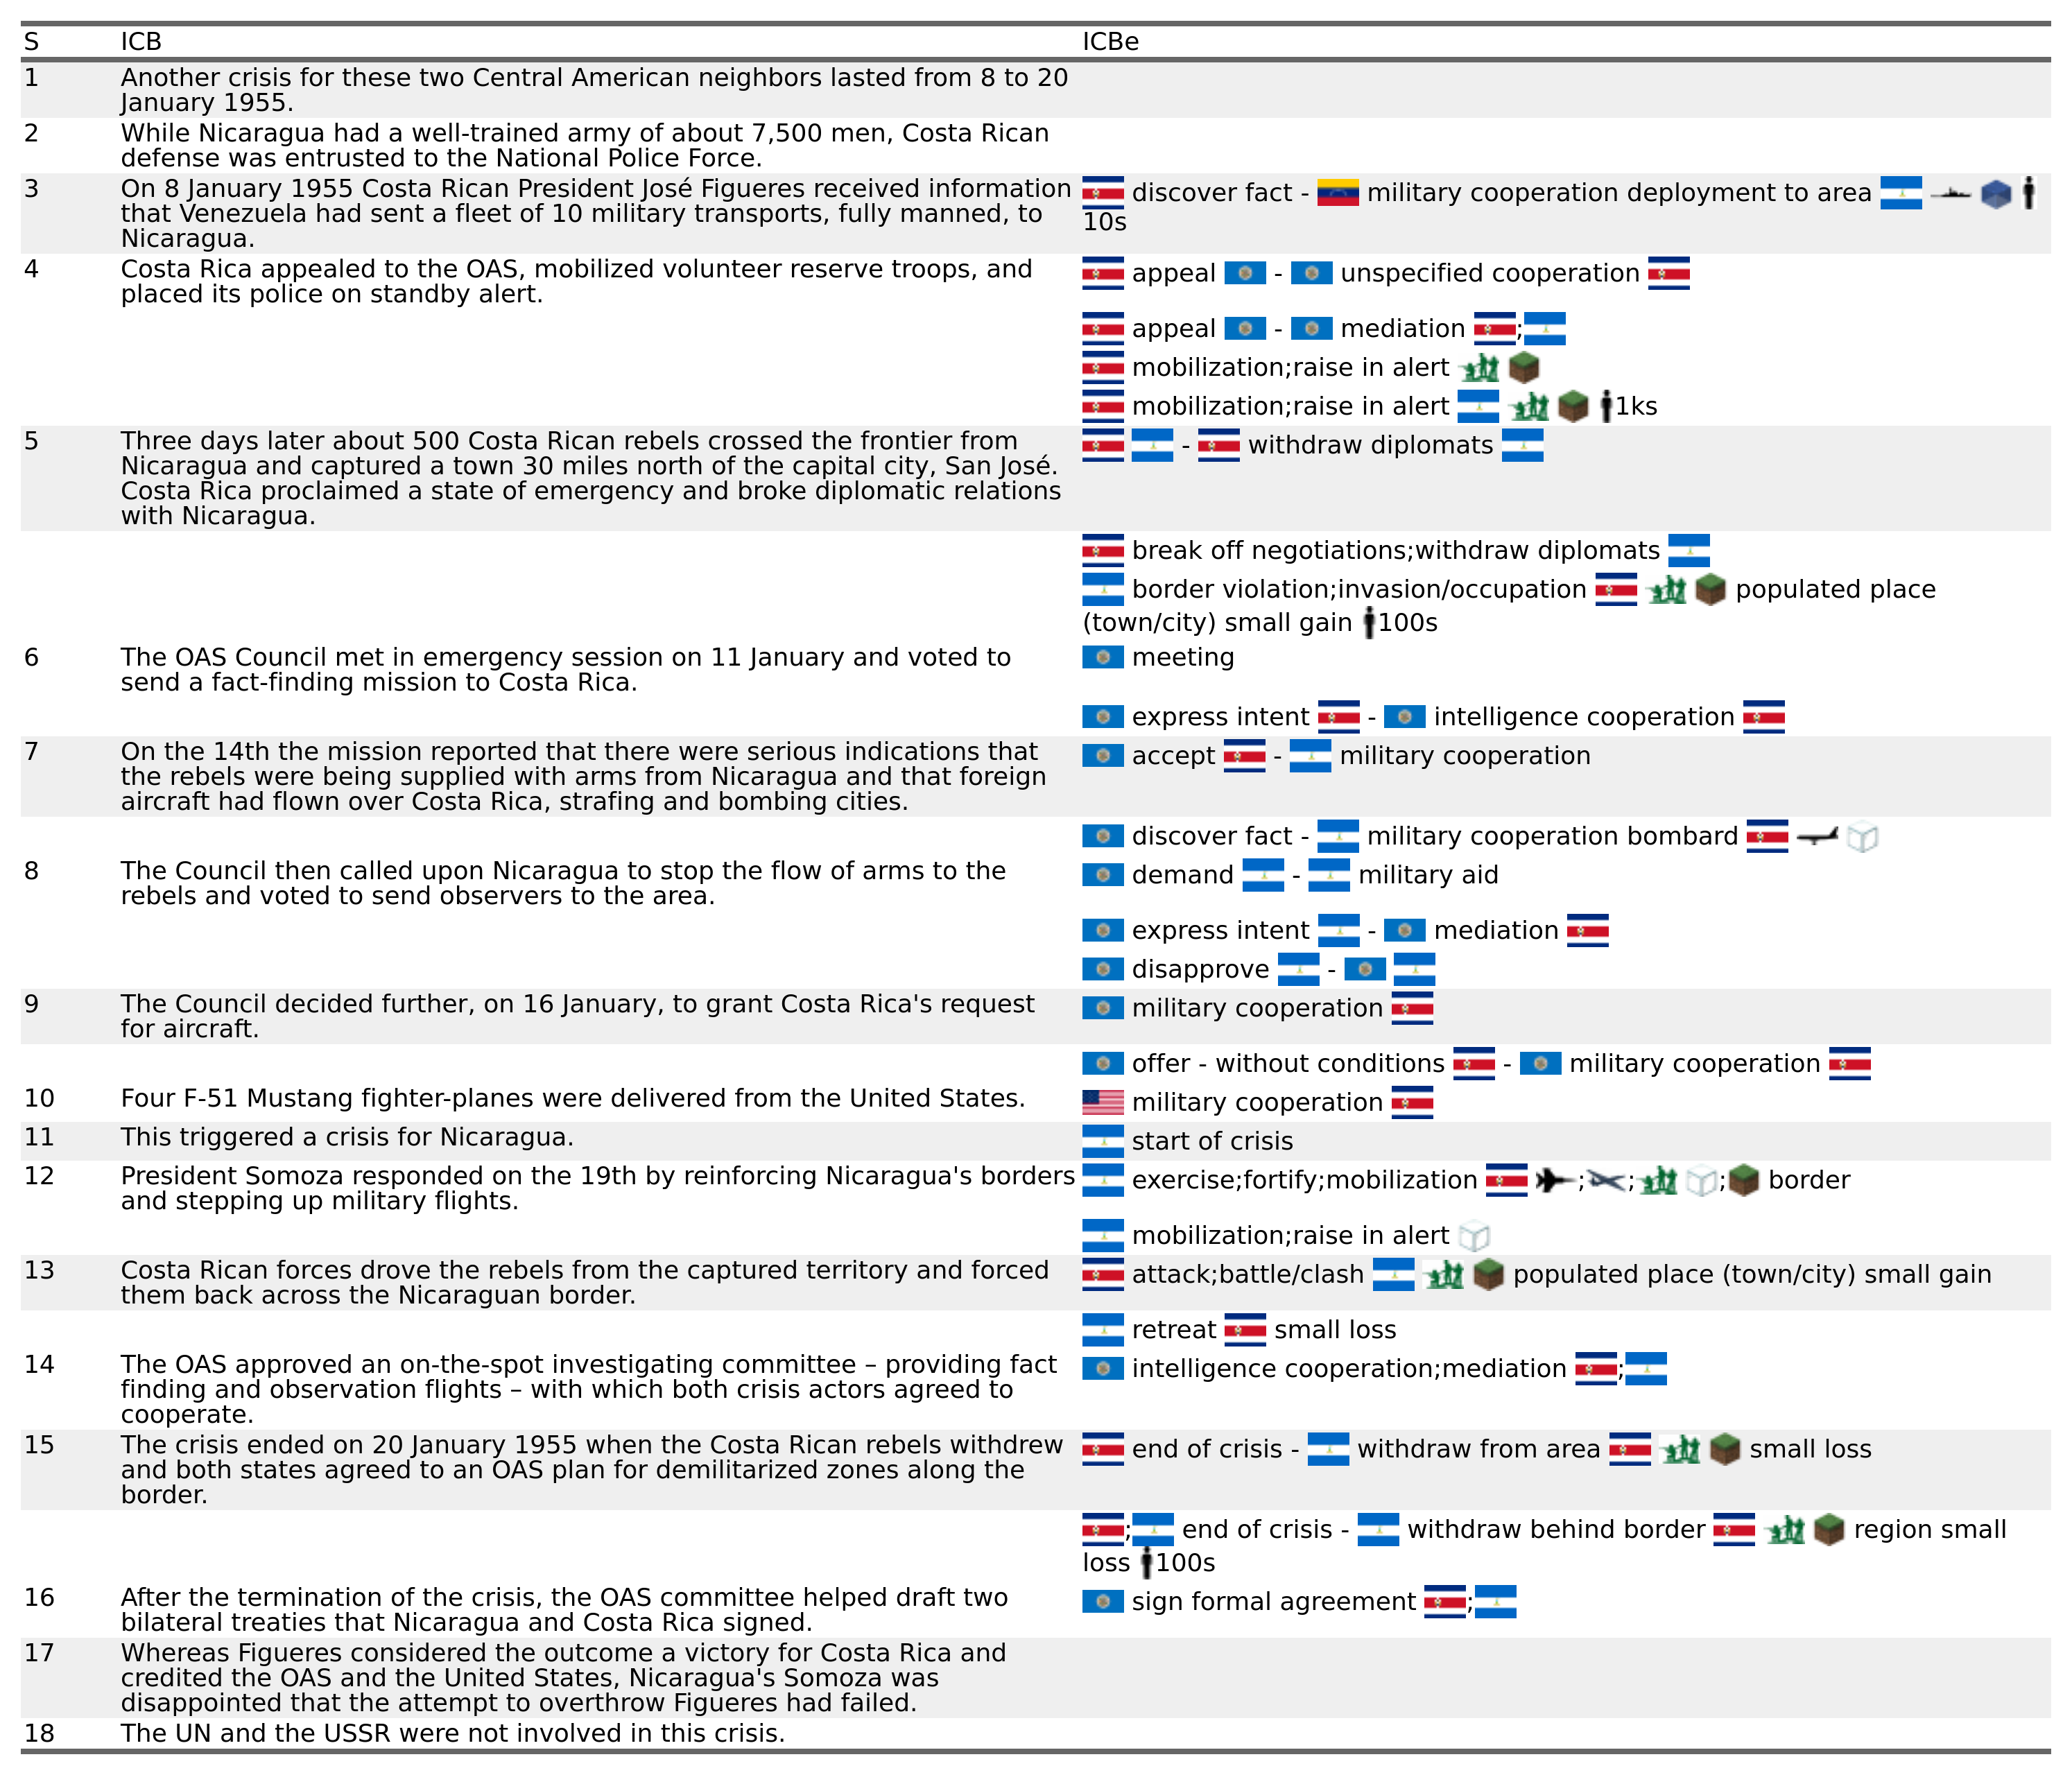 S ICB ICBe
1 Another crisis for these two Central American neighbors lasted from 8 to 20
January 1955.
2 While Nicaragua had a well-trained army of about 7,500 men, Costa Rican
defense was entrusted to the National Police Force.
3 On 8 January 1955 Costa Rican President José Figueres received information
that Venezuela had sent a fleet of 10 military transports, fully manned, to
Nicaragua.
discover fact - military cooperation deployment to area
10s
4 Costa Rica appealed to the OAS, mobilized volunteer reserve troops, and
placed its police on standby alert.
appeal - unspecified cooperation
appeal - mediation ;
mobilization;raise in alert
mobilization;raise in alert 1ks
5 Three days later about 500 Costa Rican rebels crossed the frontier from
Nicaragua and captured a town 30 miles north of the capital city, San José.
Costa Rica proclaimed a state of emergency and broke diplomatic relations
with Nicaragua.
- withdraw diplomats
break off negotiations;withdraw diplomats
border violation;invasion/occupation populated place
(town/city) small gain 100s
6 The OAS Council met in emergency session on 11 January and voted to
send a fact-finding mission to Costa Rica.
meeting
express intent - intelligence cooperation
7 On the 14th the mission reported that there were serious indications that
the rebels were being supplied with arms from Nicaragua and that foreign
aircraft had flown over Costa Rica, strafing and bombing cities.
accept - military cooperation
discover fact - military cooperation bombard
8 The Council then called upon Nicaragua to stop the flow of arms to the
rebels and voted to send observers to the area.
demand - military aid
express intent - mediation
disapprove -
9 The Council decided further, on 16 January, to grant Costa Rica's request
for aircraft.
military cooperation
offer - without conditions - military cooperation
10 Four F-51 Mustang fighter-planes were delivered from the United States.
military cooperation
11 This triggered a crisis for Nicaragua.
start of crisis
12 President Somoza responded on the 19th by reinforcing Nicaragua's borders
and stepping up military flights.
exercise;fortify;mobilization ; ; ; border
mobilization;raise in alert
13 Costa Rican forces drove the rebels from the captured territory and forced
them back across the Nicaraguan border.
attack;battle/clash populated place (town/city) small gain
retreat small loss
14 The OAS approved an on-the-spot investigating committee – providing fact
finding and observation flights – with which both crisis actors agreed to
cooperate.
intelligence cooperation;mediation ;
15 The crisis ended on 20 January 1955 when the Costa Rican rebels withdrew
and both states agreed to an OAS plan for demilitarized zones along the
border.
end of crisis - withdraw from area small loss
; end of crisis - withdraw behind border region small
loss 100s
16 After the termination of the crisis, the OAS committee helped draft two
bilateral treaties that Nicaragua and Costa Rica signed.
sign formal agreement ;
17 Whereas Figueres considered the outcome a victory for Costa Rica and
credited the OAS and the United States, Nicaragua's Somoza was
disappointed that the attempt to overthrow Figueres had failed.
18 The UN and the USSR were not involved in this crisis.